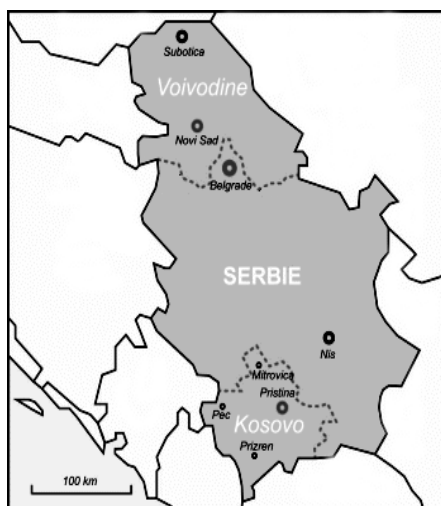 Subotica
Voivodine
Novi Sad
Belgrade
SERBIE
Nis
Mitrovica
Pristina
Pec
Kosovo
Prizren
100 km